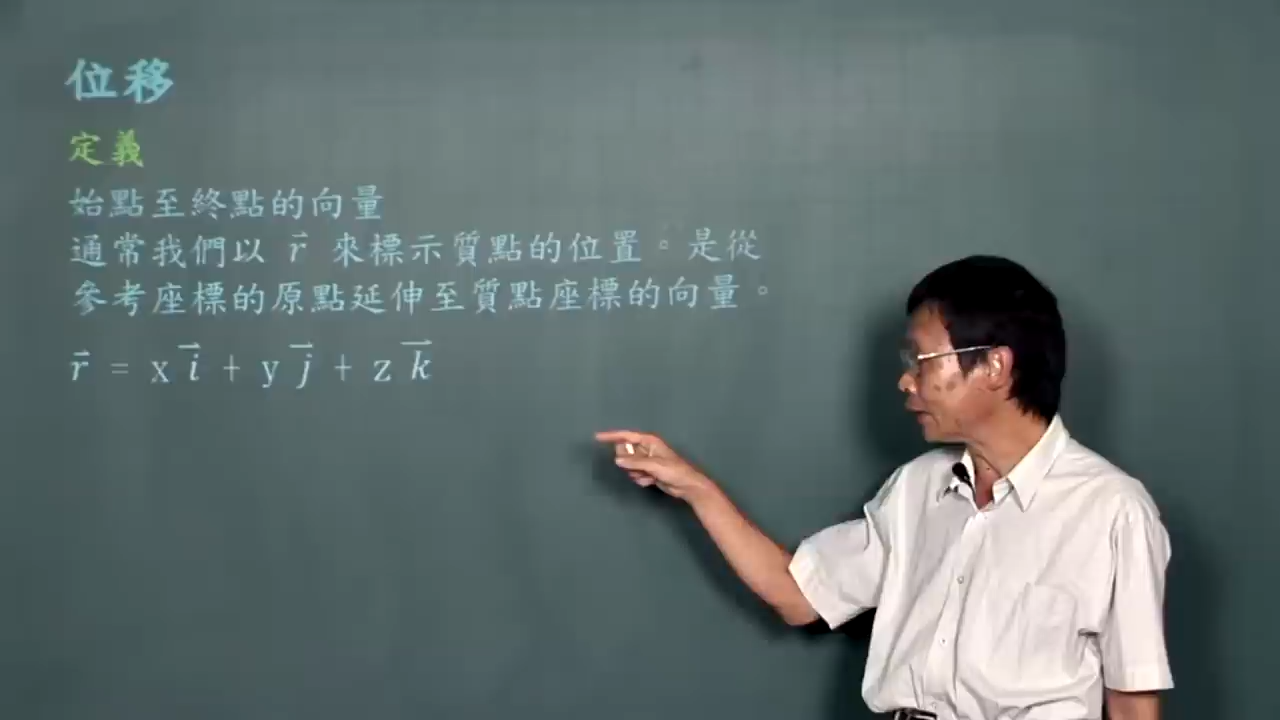 位移
定義
始點至終點的向量
通常我們以 r⃗ 來標示質點的位置。是從
參考座標的原點延伸至質點座標的向量。
r⃗ = x i⃗ + y j⃗ + z k⃗